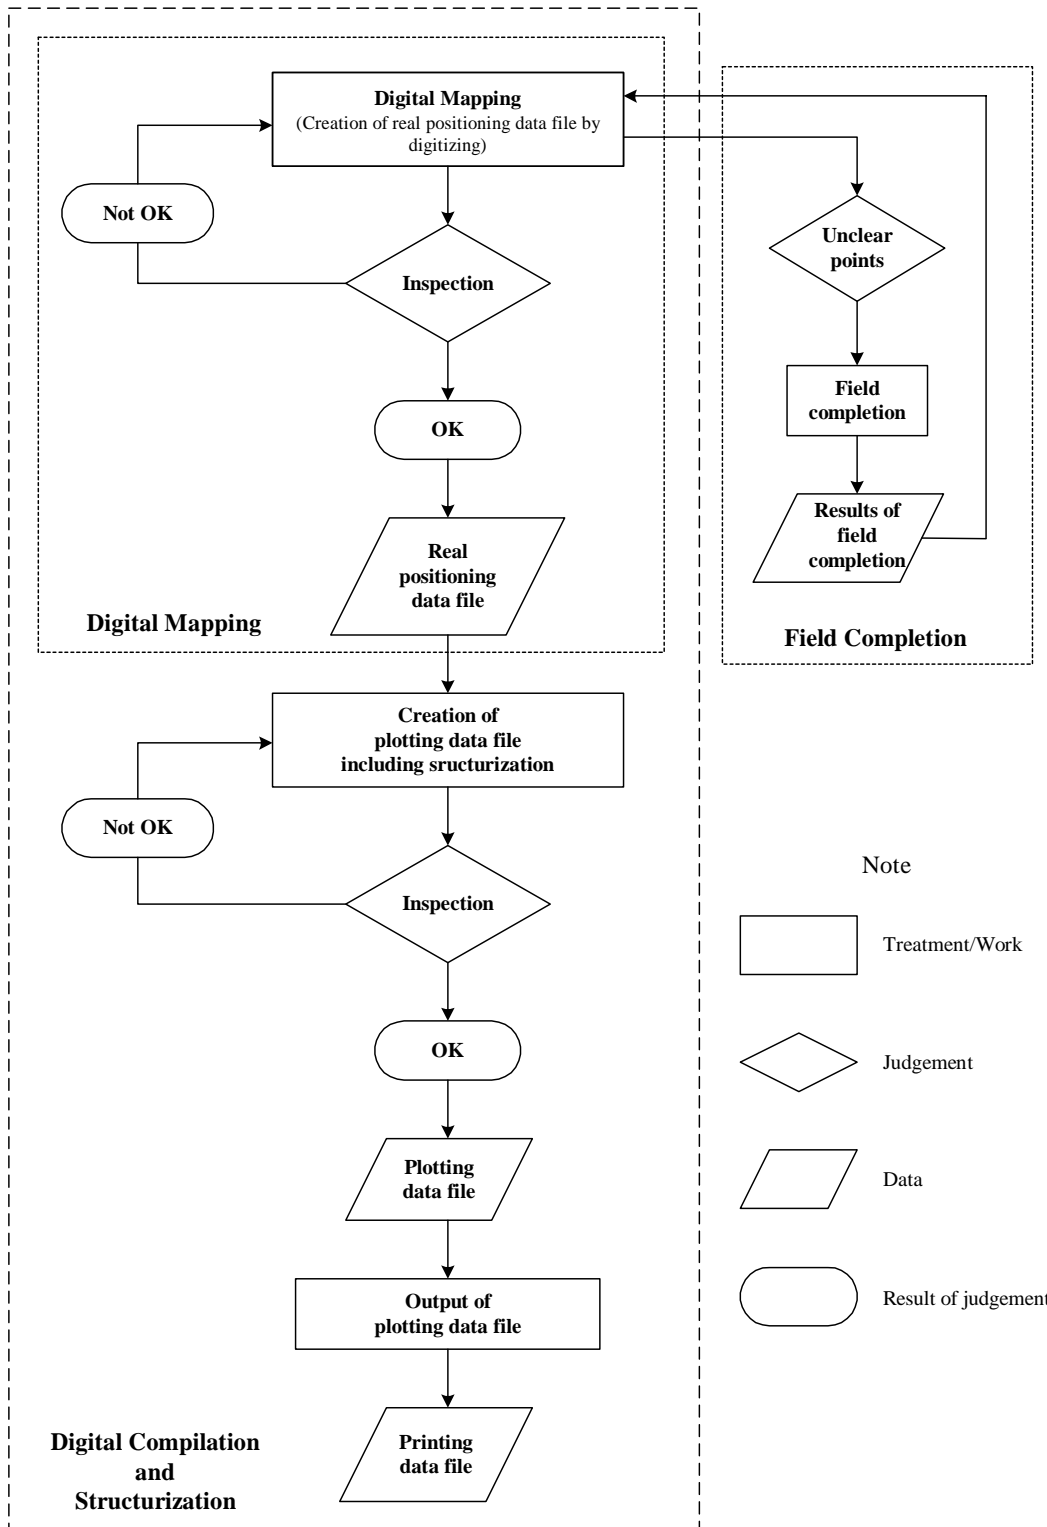 Digital Mapping
(Creation of real positioning data file by
digitizing)
Not OK
Inspection
OK
Real
positioning
data file
Digital Mapping
Unclear
points
Field
completion
Results of
field
completion
Field Completion
Creation of
plotting data file
including sructurization
Not OK
Inspection
OK
Plotting
data file
Output of
plotting data file
Printing
data file
Digital Compilation
and
Structurization
Note
Treatment/Work
Judgement
Data
Result of judgement